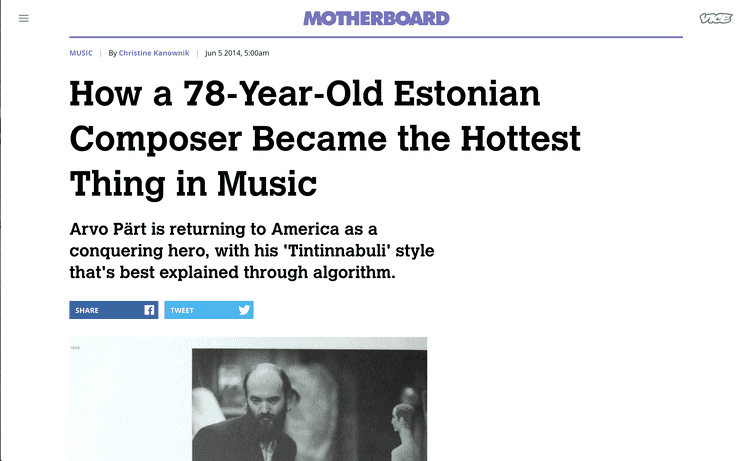 MOTHERBOARD
VICE
MUSIC | By Christine Kanownik | Jun 5 2014, 5:00am
How a 78-Year-Old Estonian
Composer Became the Hottest
Thing in Music
Arvo Pärt is returning to America as a
conquering hero, with his 'Tintinnabuli' style
that's best explained through algorithm.
SHARE
TWEET